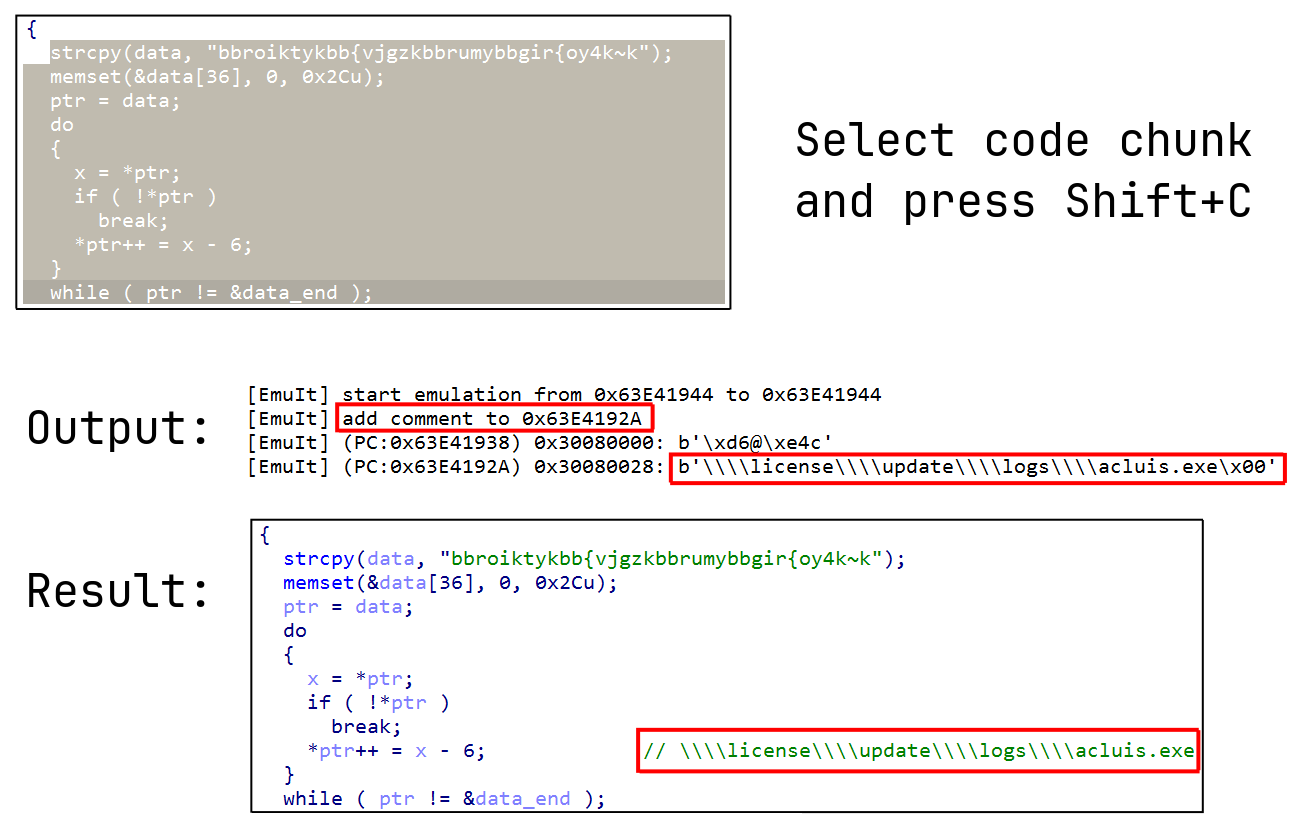 {
strcpy(data, "bbroiktykbb{vjgzkbbrumybbgir{oy4k~k");
memset(&data[36], 0, 0x2Cu);
ptr = data;
do
{
x = *ptr;
if ( !*ptr )
break;
*ptr++ = x - 6;
}
while ( ptr != &data_end );
Select code chunk
and press Shift+C
Output:
[EmuIt] start emulation from 0x63E41944 to 0x63E41944
[EmuIt] add comment to 0x63E4192A
[EmuIt] (PC:0x63E41938) 0x30080000: b'\xd6@\xe4c'
[EmuIt] (PC:0x63E4192A) 0x30080028: b'\\\\license\\\\update\\\\logs\\\\acluis.exe\x00'
Result:
{
strcpy(data, "bbroiktykbb{vjgzkbbrumybbgir{oy4k~k");
memset(&data[36], 0, 0x2Cu);
ptr = data;
do
{
x = *ptr;
if ( !*ptr )
break;
*ptr++ = x - 6; // \\\\license\\\\update\\\\logs\\\\acluis.exe
}
while ( ptr != &data_end );